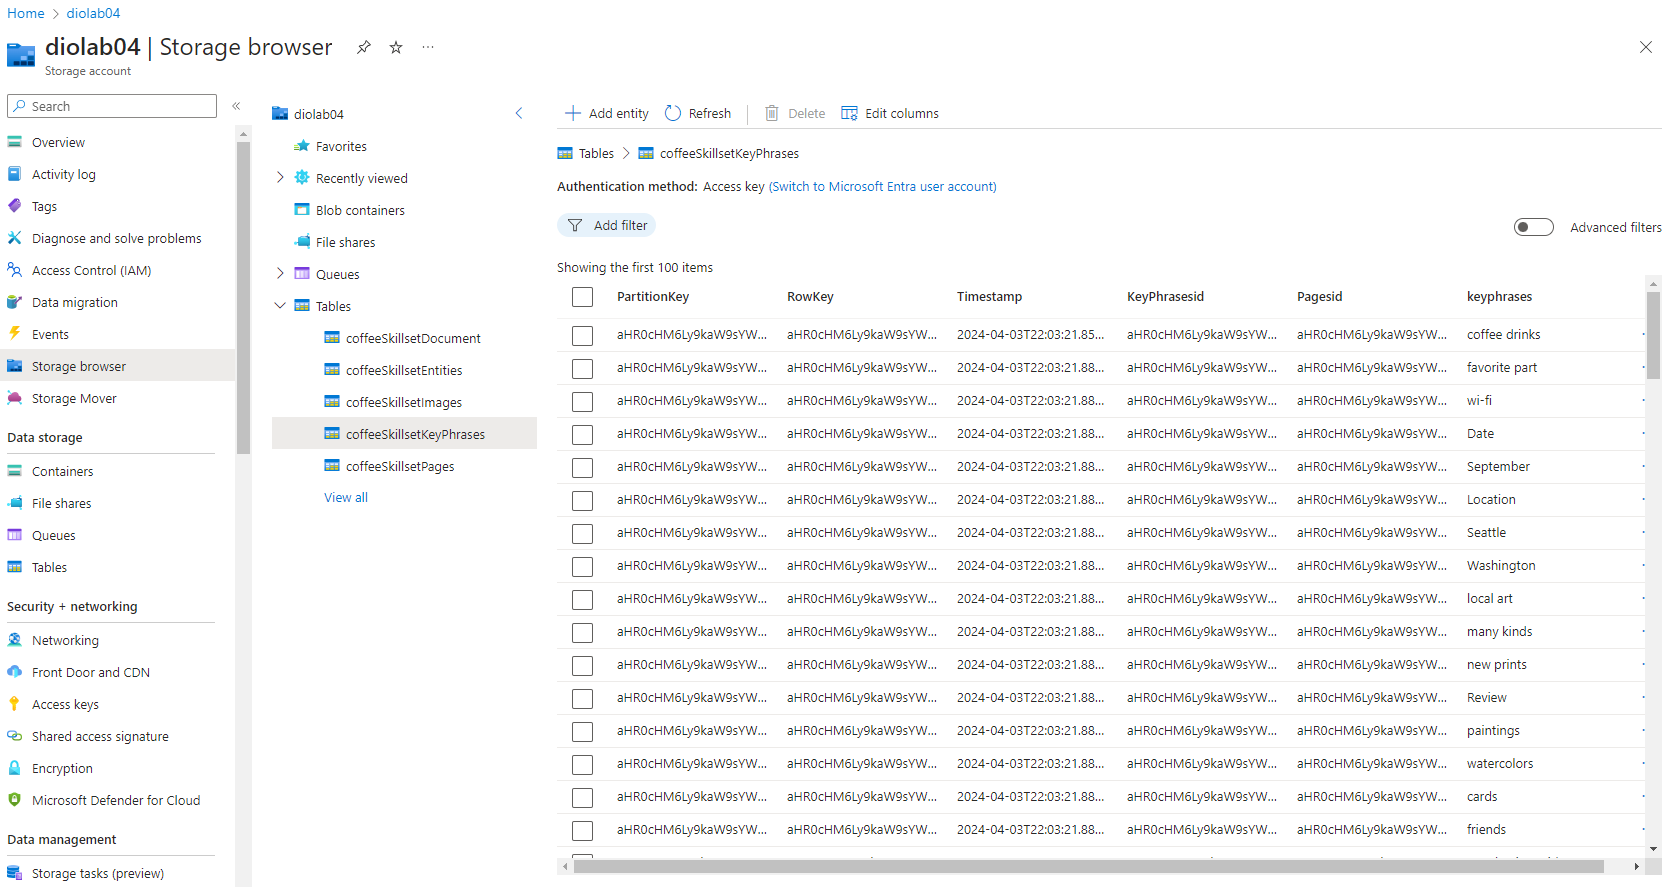 Home > diolab04
diolab04 | Storage browser
Storage account
Search
Overview
Activity log
Tags
Diagnose and solve problems
Access Control (IAM)
Data migration
Events
Storage browser
Storage Mover
Data storage
Containers
File shares
Queues
Tables
Security + networking
Networking
Front Door and CDN
Access keys
Shared access signature
Encryption
Microsoft Defender for Cloud
Data management
Storage tasks (preview)
diolab04
Favorites
Recently viewed
Blob containers
File shares
Queues
Tables
coffeeSkillsetDocument
coffeeSkillsetEntities
coffeeSkillsetImages
coffeeSkillsetKeyPhrases
coffeeSkillsetPages
View all
Add entity Refresh Delete Edit columns
Tables > coffeeSkillsetKeyPhrases
Authentication method: Access key (Switch to Microsoft Entra user account)
Add filter
Advanced filters
Showing the first 100 items
PartitionKey RowKey Timestamp KeyPhrasesid Pagesid keyphrases
aHR0cHM6Ly9kaW9sYW... aHR0cHM6Ly9kaW9sYW... 2024-04-03T22:03:21.85... aHR0cHM6Ly9kaW9sYW... aHR0cHM6Ly9kaW9sYW... coffee drinks
aHR0cHM6Ly9kaW9sYW... aHR0cHM6Ly9kaW9sYW... 2024-04-03T22:03:21.88... aHR0cHM6Ly9kaW9sYW... aHR0cHM6Ly9kaW9sYW... favorite part
aHR0cHM6Ly9kaW9sYW... aHR0cHM6Ly9kaW9sYW... 2024-04-03T22:03:21.88... aHR0cHM6Ly9kaW9sYW... aHR0cHM6Ly9kaW9sYW... wi-fi
aHR0cHM6Ly9kaW9sYW... aHR0cHM6Ly9kaW9sYW... 2024-04-03T22:03:21.88... aHR0cHM6Ly9kaW9sYW... aHR0cHM6Ly9kaW9sYW... Date
aHR0cHM6Ly9kaW9sYW... aHR0cHM6Ly9kaW9sYW... 2024-04-03T22:03:21.88... aHR0cHM6Ly9kaW9sYW... aHR0cHM6Ly9kaW9sYW... September
aHR0cHM6Ly9kaW9sYW... aHR0cHM6Ly9kaW9sYW... 2024-04-03T22:03:21.88... aHR0cHM6Ly9kaW9sYW... aHR0cHM6Ly9kaW9sYW... Location
aHR0cHM6Ly9kaW9sYW... aHR0cHM6Ly9kaW9sYW... 2024-04-03T22:03:21.88... aHR0cHM6Ly9kaW9sYW... aHR0cHM6Ly9kaW9sYW... Seattle
aHR0cHM6Ly9kaW9sYW... aHR0cHM6Ly9kaW9sYW... 2024-04-03T22:03:21.88... aHR0cHM6Ly9kaW9sYW... aHR0cHM6Ly9kaW9sYW... Washington
aHR0cHM6Ly9kaW9sYW... aHR0cHM6Ly9kaW9sYW... 2024-04-03T22:03:21.88... aHR0cHM6Ly9kaW9sYW... aHR0cHM6Ly9kaW9sYW... local art
aHR0cHM6Ly9kaW9sYW... aHR0cHM6Ly9kaW9sYW... 2024-04-03T22:03:21.88... aHR0cHM6Ly9kaW9sYW... aHR0cHM6Ly9kaW9sYW... many kinds
aHR0cHM6Ly9kaW9sYW... aHR0cHM6Ly9kaW9sYW... 2024-04-03T22:03:21.88... aHR0cHM6Ly9kaW9sYW... aHR0cHM6Ly9kaW9sYW... new prints
aHR0cHM6Ly9kaW9sYW... aHR0cHM6Ly9kaW9sYW... 2024-04-03T22:03:21.88... aHR0cHM6Ly9kaW9sYW... aHR0cHM6Ly9kaW9sYW... Review
aHR0cHM6Ly9kaW9sYW... aHR0cHM6Ly9kaW9sYW... 2024-04-03T22:03:21.88... aHR0cHM6Ly9kaW9sYW... aHR0cHM6Ly9kaW9sYW... paintings
aHR0cHM6Ly9kaW9sYW... aHR0cHM6Ly9kaW9sYW... 2024-04-03T22:03:21.88... aHR0cHM6Ly9kaW9sYW... aHR0cHM6Ly9kaW9sYW... watercolors
aHR0cHM6Ly9kaW9sYW... aHR0cHM6Ly9kaW9sYW... 2024-04-03T22:03:21.88... aHR0cHM6Ly9kaW9sYW... aHR0cHM6Ly9kaW9sYW... cards
aHR0cHM6Ly9kaW9sYW... aHR0cHM6Ly9kaW9sYW... 2024-04-03T22:03:21.88... aHR0cHM6Ly9kaW9sYW... aHR0cHM6Ly9kaW9sYW... friends